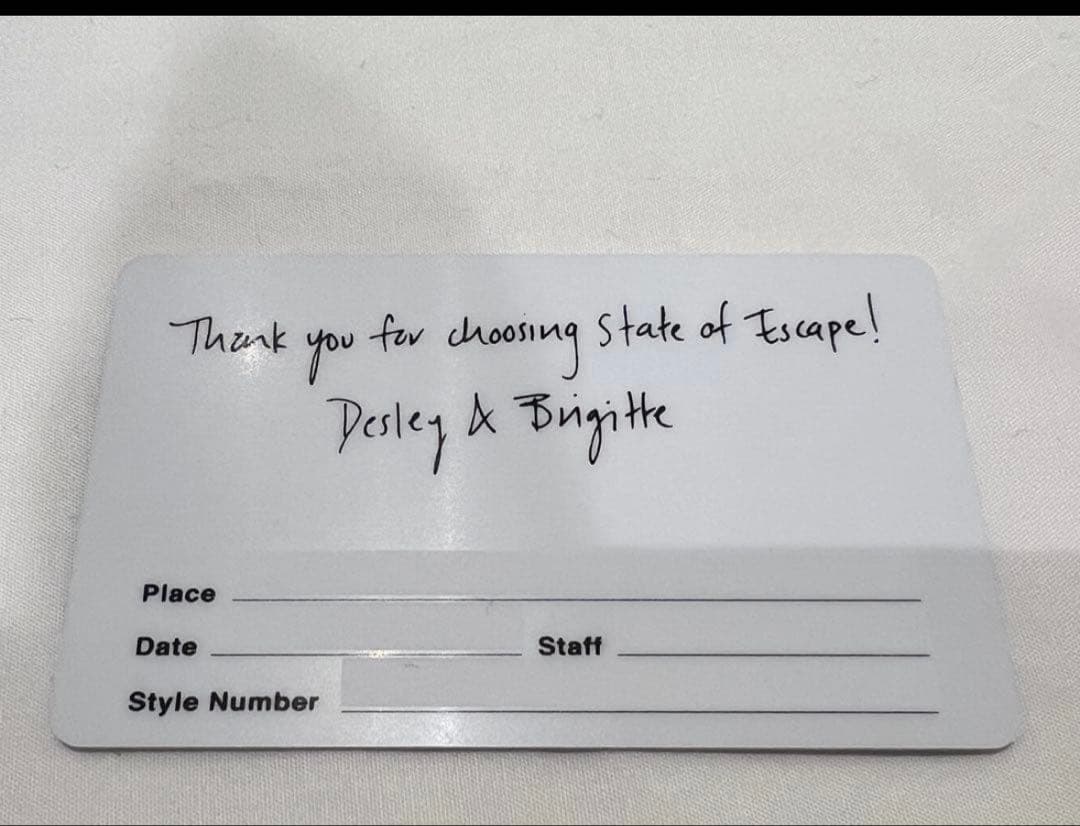 Thank you for choosing State of Escape!
Desley & Brigitte
Place
Date Staff
Style Number